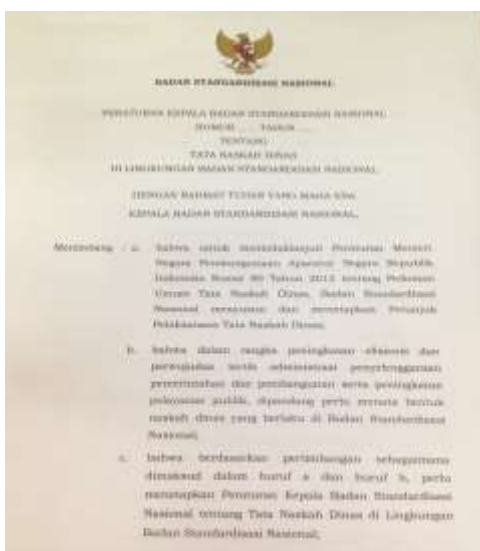 BADAN STANDARDISASI NASIONAL
PERATURAN KEPALA BADAN STANDARDISASI NASIONAL
NOMOR ... TAHUN ...
TENTANG
TATA NASKAH DINAS
DI LINGKUNGAN BADAN STANDARDISASI NASIONAL
DENGAN RAHMAT TUHAN YANG MAHA ESA
KEPALA BADAN STANDARDISASI NASIONAL,
Menimbang : a. bahwa untuk menindaklanjuti Peraturan Menteri
Negara Pendayagunaan Aparatur Negara Republik
Indonesia Nomor 80 Tahun 2012 tentang Pedoman
Umum Tata Naskah Dinas, Badan Standardisasi
Nasional menyusun dan menetapkan Petunjuk
Pelaksanaan Tata Naskah Dinas;
b. bahwa dalam rangka peningkatan efisiensi dan
perwujudan tertib administrasi penyelenggaraan
pemerintahan dan pembangunan serta peningkatan
pelayanan publik, dipandang perlu menata bentuk
naskah dinas yang berlaku di Badan Standardisasi
Nasional;
c. bahwa berdasarkan pertimbangan sebagaimana
dimaksud dalam huruf a dan huruf b, perlu
menetapkan Peraturan Kepala Badan Standardisasi
Nasional tentang Tata Naskah Dinas di Lingkungan
Badan Standardisasi Nasional;